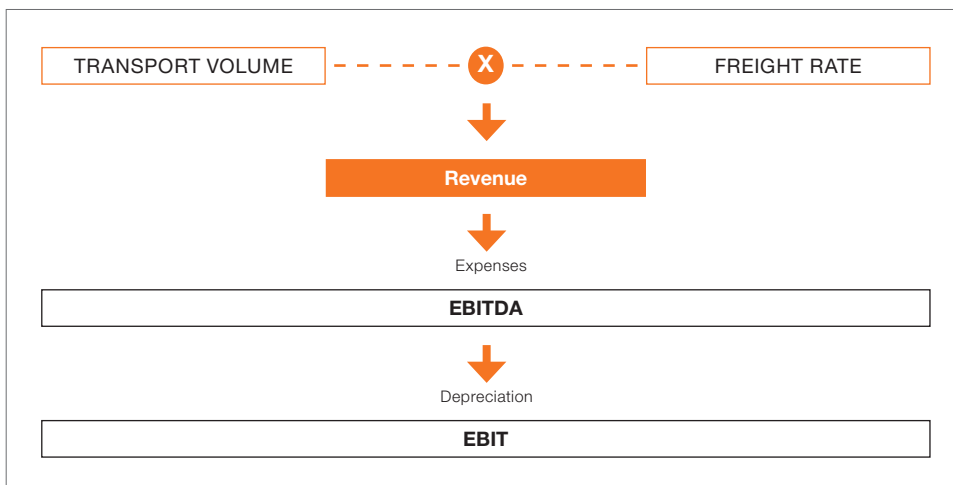 TRANSPORT VOLUME X FREIGHT RATE
Revenue
Expenses
EBITDA
Depreciation
EBIT